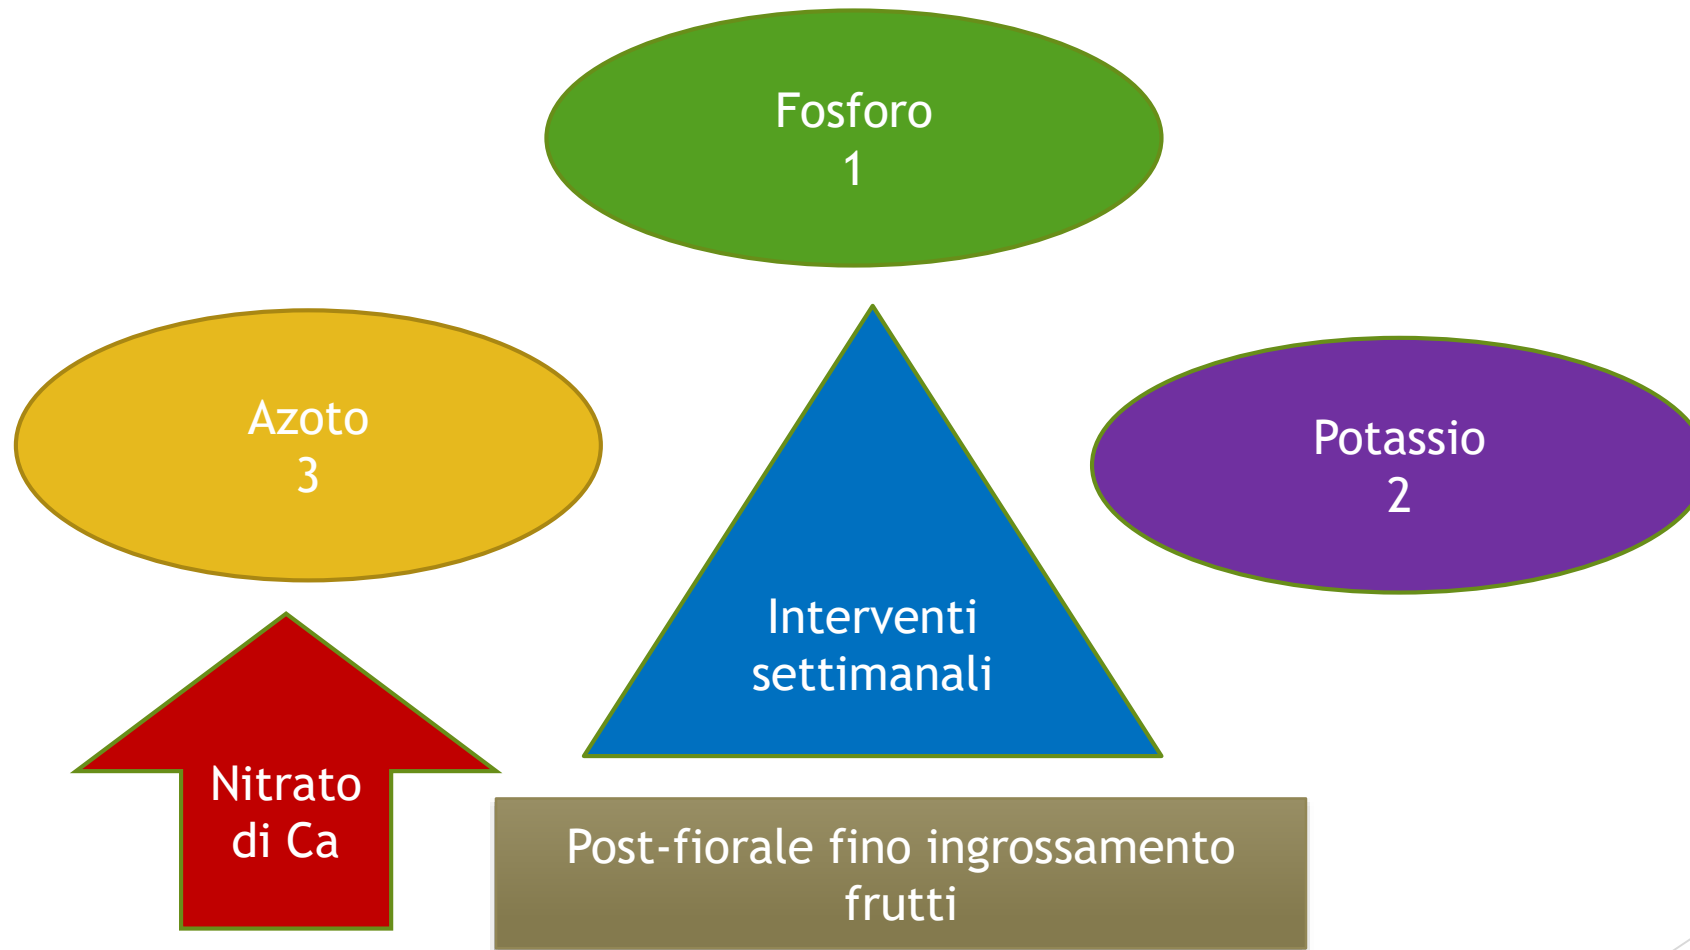 Fosforo
1
Azoto
3
Potassio
2
Interventi
settimanali
Nitrato
di Ca
Post-fiorale fino ingrossamento
frutti